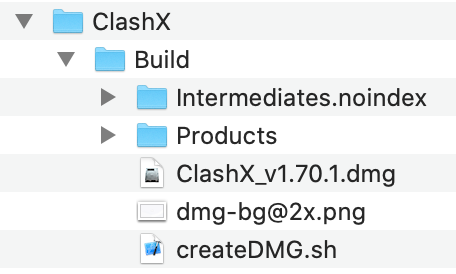 ClashX
Build
Intermediates.noindex
Products
ClashX_v1.70.1.dmg
dmg-bg@2x.png
createDMG.sh